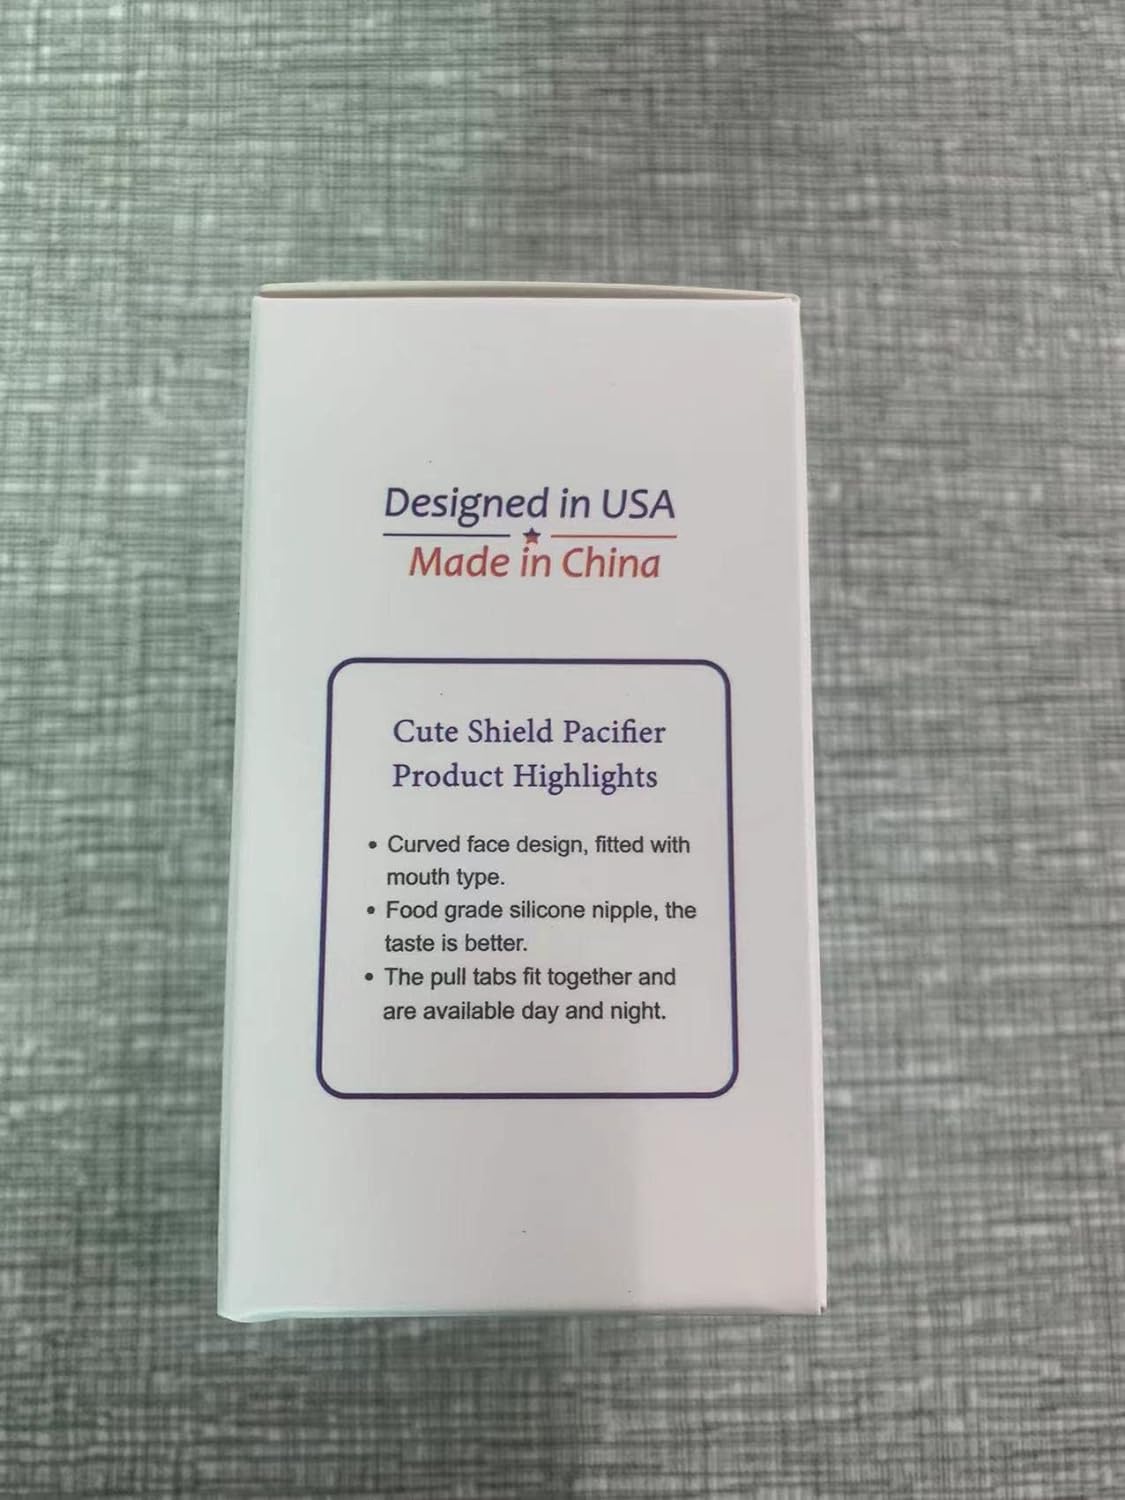 Designed in USA
Made in China
Cute Shield Pacifier
Product Highlights
• Curved face design, fitted with
mouth type.
• Food grade silicone nipple, the
taste is better.
• The pull tabs fit together and
are available day and night.